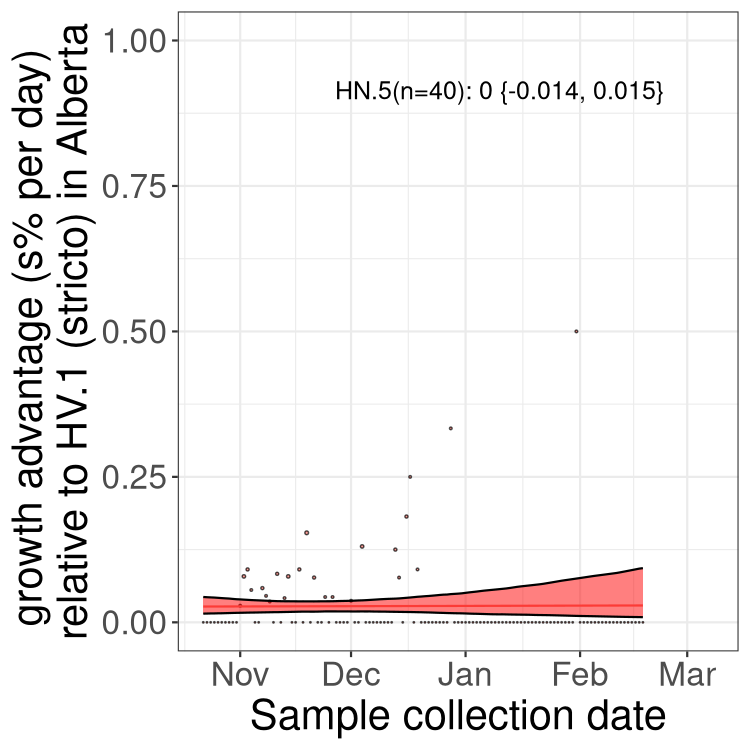 growth advantage (s% per day)
relative to HV.1 (stricto) in Alberta
1.00
0.75
0.50
0.25
0.00
HN.5(n=40): 0 {-0.014, 0.015}
Nov Dec Jan Feb Mar
Sample collection date